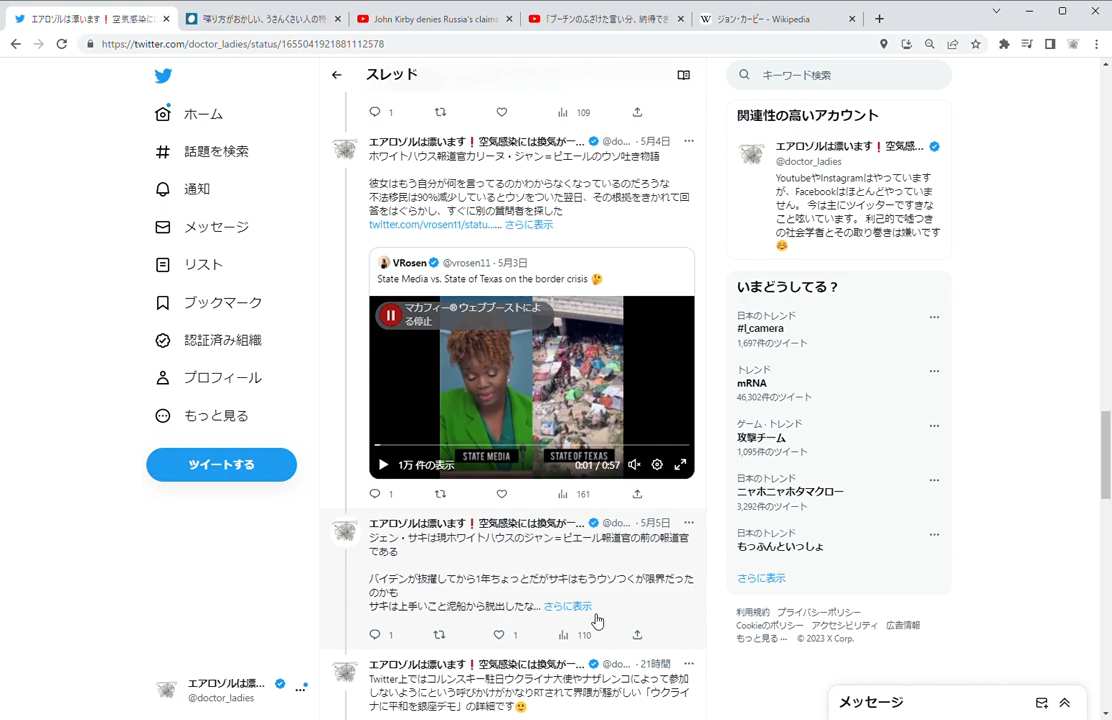 エアロゾルは漂います❗空気感染に
喋り方がおかしい、うさんくさい人の特
John Kirby denies Russia's claims
「プーチンのふざけた言い分、納得でき
ジョン・カービー - Wikipedia
https://twitter.com/doctor_ladies/status/1655041921881112578
ホーム
話題を検索
通知
メッセージ
リスト
ブックマーク
認証済み組織
プロフィール
もっと見る
ツイートする
エアロゾルは漂い...
@doctor_ladies
スレッド
1
109
エアロゾルは漂います❗空気感染には換気が一... @do... · 5月4日
ホワイトハウス報道官カリーヌ・ジャン＝ピエールのウソ吐き物語
彼女はもう自分が何を言ってるのかわからなくなっているのだろうな
不法移民は90%減少しているとウソをついた翌日、その根拠をきかれて回
答をはぐらかし、すぐに別の質問者を探した
twitter.com/vrosen11/statu...... さらに表示
VRosen @vrosen11 · 5月3日
State Media vs. State of Texas on the border crisis 🤔
マカフィー® ウェブブーストによ
る停止
STATE MEDIA
STATE OF TEXAS
1万 件の表示
0:01 / 0:57
1
161
エアロゾルは漂います❗空気感染には換気が一... @do... · 5月5日
ジェン・サキは現ホワイトハウスのジャン＝ピエール報道官の前の報道官
である
バイデンが抜擢してから1年ちょっとだがサキはもうウソつくが限界だった
のかも
サキは上手いこと泥船から脱出したな... さらに表示
1
1
110
エアロゾルは漂います❗空気感染には換気が一... @do... · 21時間
Twitter上ではコルンスキー駐日ウクライナ大使やナザレンコによって参加
しないようにという呼びかけがかなりRTされて界隈が騒がしい「ウクライ
ナに平和を銀座デモ」の詳細です🙂
キーワード検索
関連性の高いアカウント
エアロゾルは漂います❗空気感...
@doctor_ladies
YoutubeやInstagramはやっています
が、Facebookはほとんどやっていま
せん。 今は主にツイッターですきな
こと呟いています。 利己的で嘘つき
の社会学者とその取り巻きは嫌いです
☺️
いまどうしてる？
日本のトレンド
#I_camera
1,697件のツイート
トレンド
mRNA
46,302件のツイート
ゲーム · トレンド
攻撃チーム
1,095件のツイート
日本のトレンド
ニャホニャホタマクロー
3,292件のツイート
日本のトレンド
もっふんといっしょ
さらに表示
利用規約 プライバシーポリシー
Cookieのポリシー アクセシビリティ 広告情報
もっと見る ··· © 2023 X Corp.
メッセージ